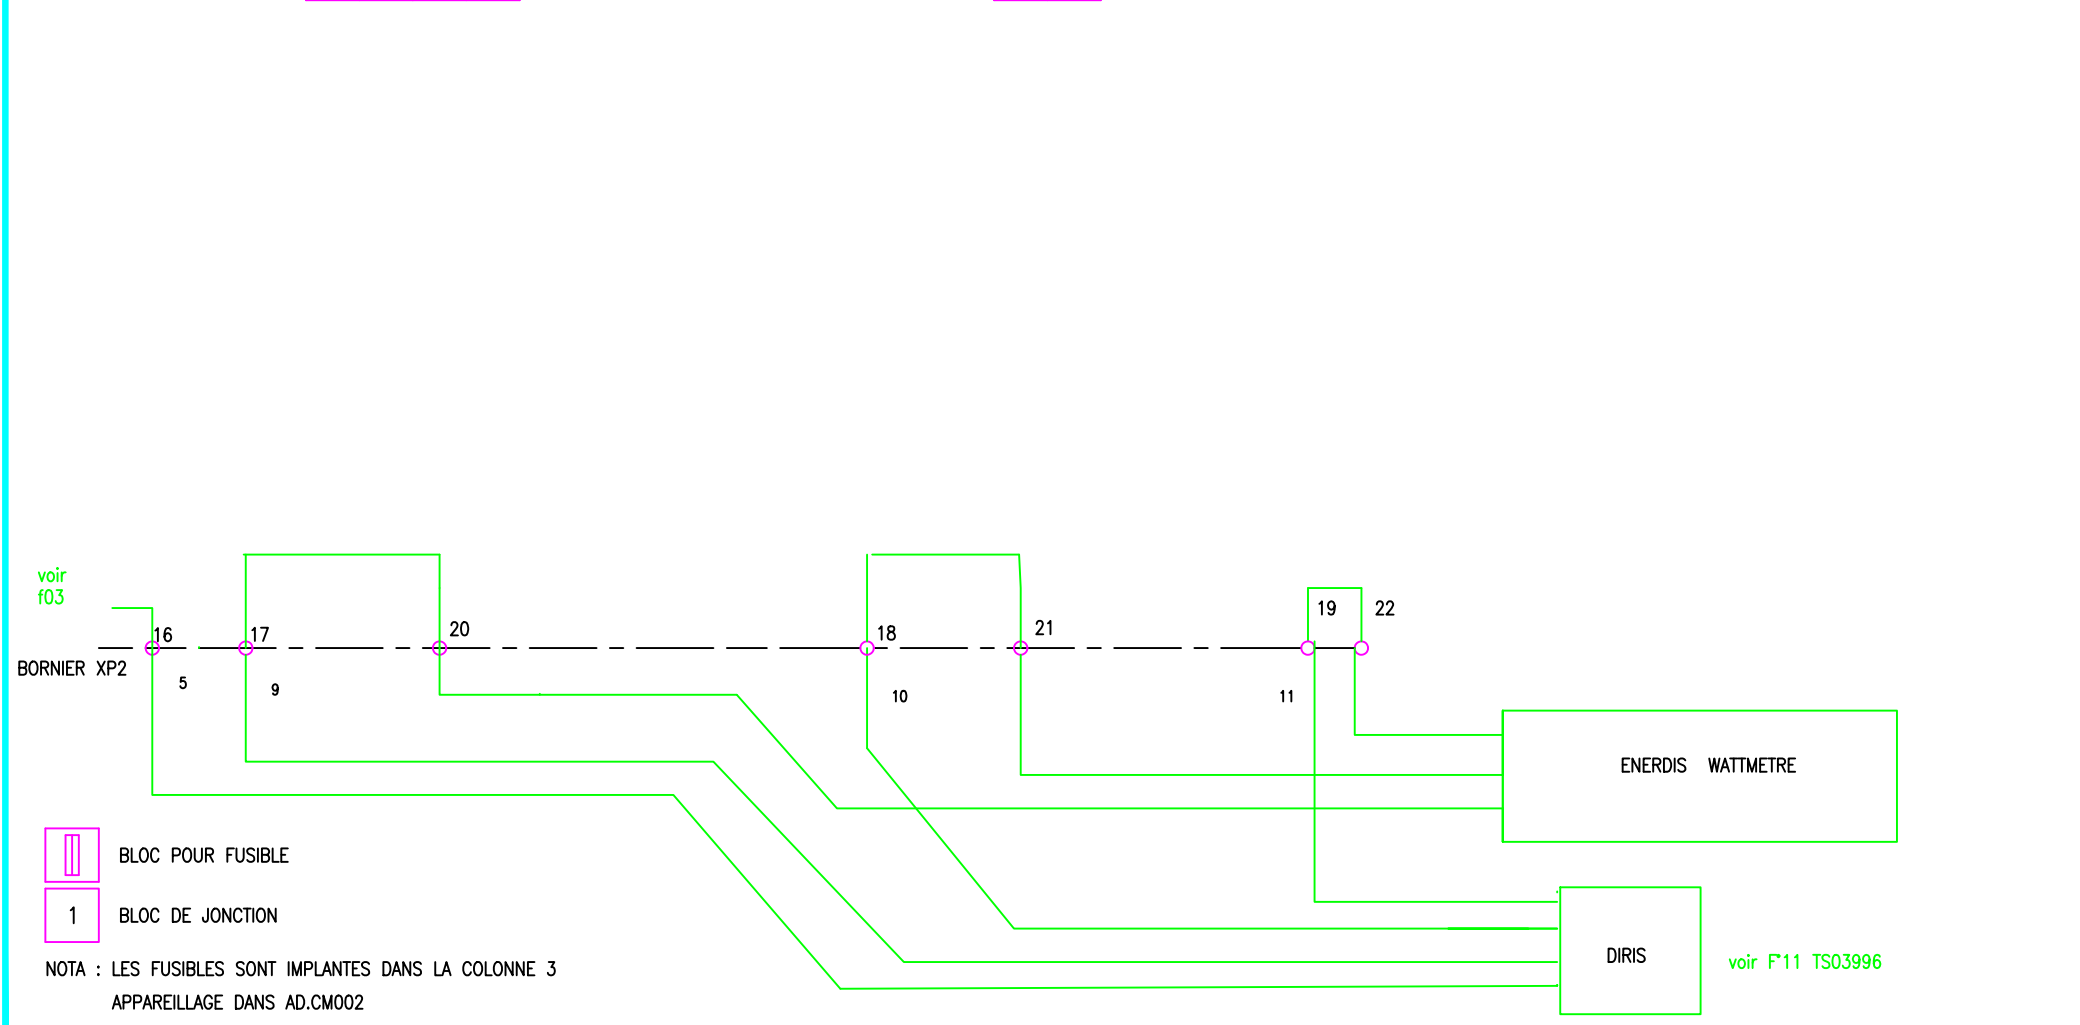 voir
f03
16
17
20
18
21
19
22
BORNIER XP2
5
9
10
11
ENERDIS WATTMETRE
BLOC POUR FUSIBLE
1
BLOC DE JONCTION
DIRIS
voir F°11 TS03996
NOTA : LES FUSIBLES SONT IMPLANTES DANS LA COLONNE 3
APPAREILLAGE DANS AD.CM002